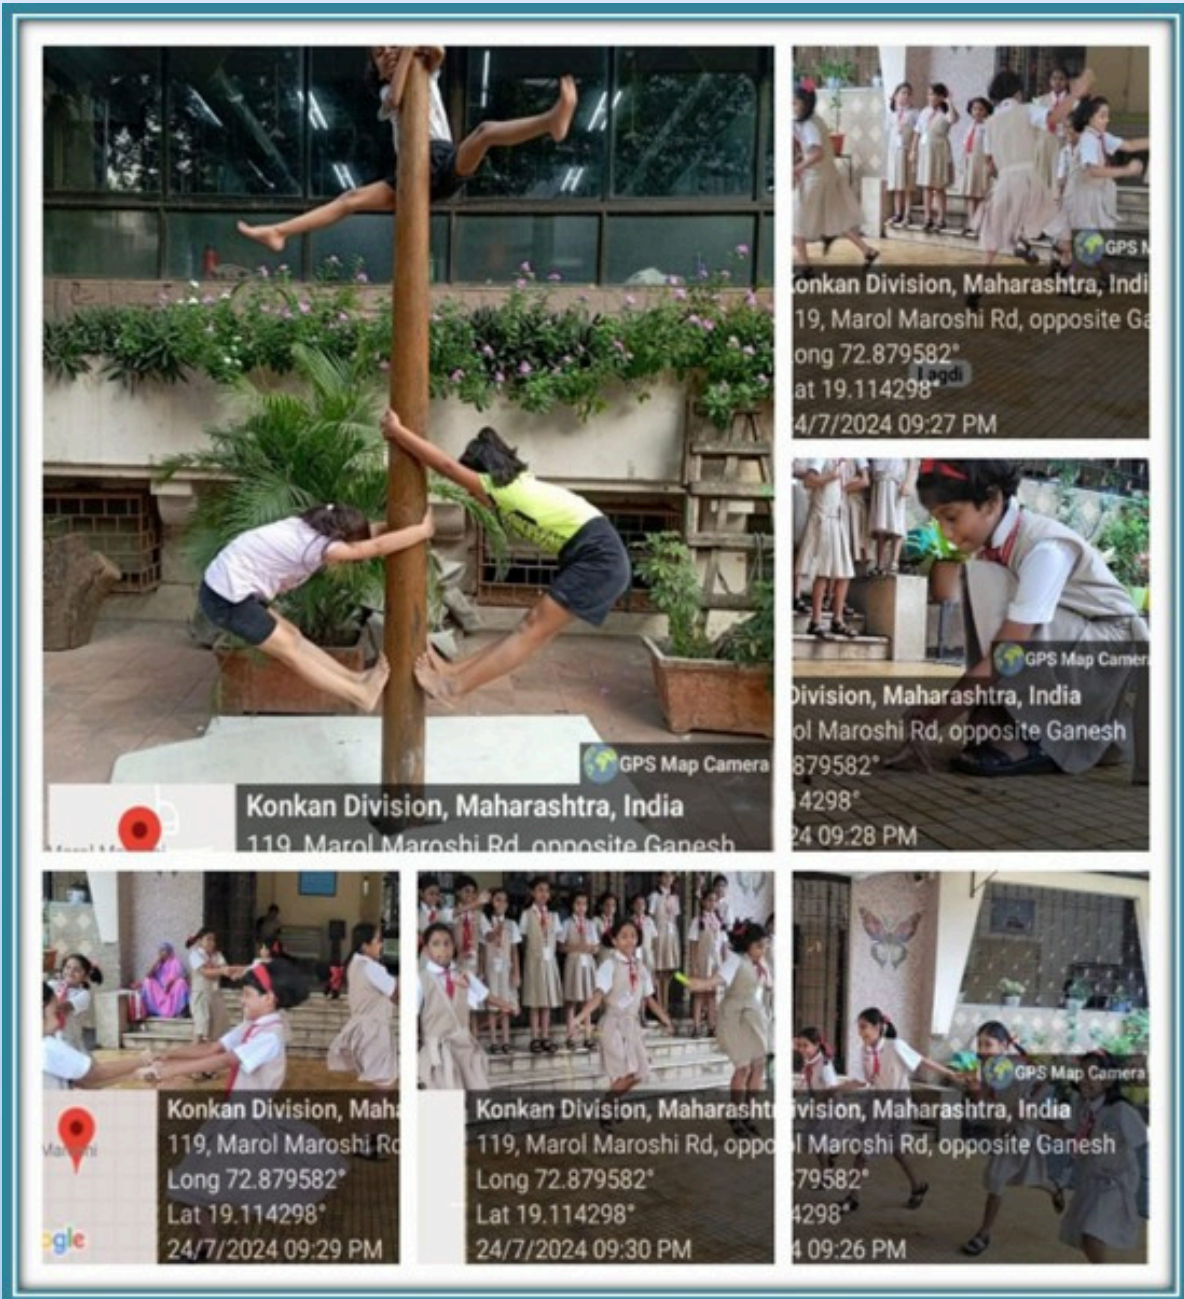 GPS Map Camera
Konkan Division, Maharashtra, India
119, Marol Maroshi Rd, opposite Ganesh
GPS M
onkan Division, Maharashtra, Indi
19, Marol Maroshi Rd, opposite Ga
ong 72.879582°
Lagdi
at 19.114298°
4/7/2024 09:27 PM
GPS Map Camera
Division, Maharashtra, India
ol Maroshi Rd, opposite Ganesh
879582°
14298°
24 09:28 PM
Konkan Division, Maha
119, Marol Maroshi Rd
Long 72.879582°
Lat 19.114298°
ogle
24/7/2024 09:29 PM
Konkan Division, Maharasht
119, Marol Maroshi Rd, oppo
Long 72.879582°
Lat 19.114298°
24/7/2024 09:30 PM
GPS Map Camera
ivision, Maharashtra, India
ol Maroshi Rd, opposite Ganesh
79582°
4298°
4 09:26 PM